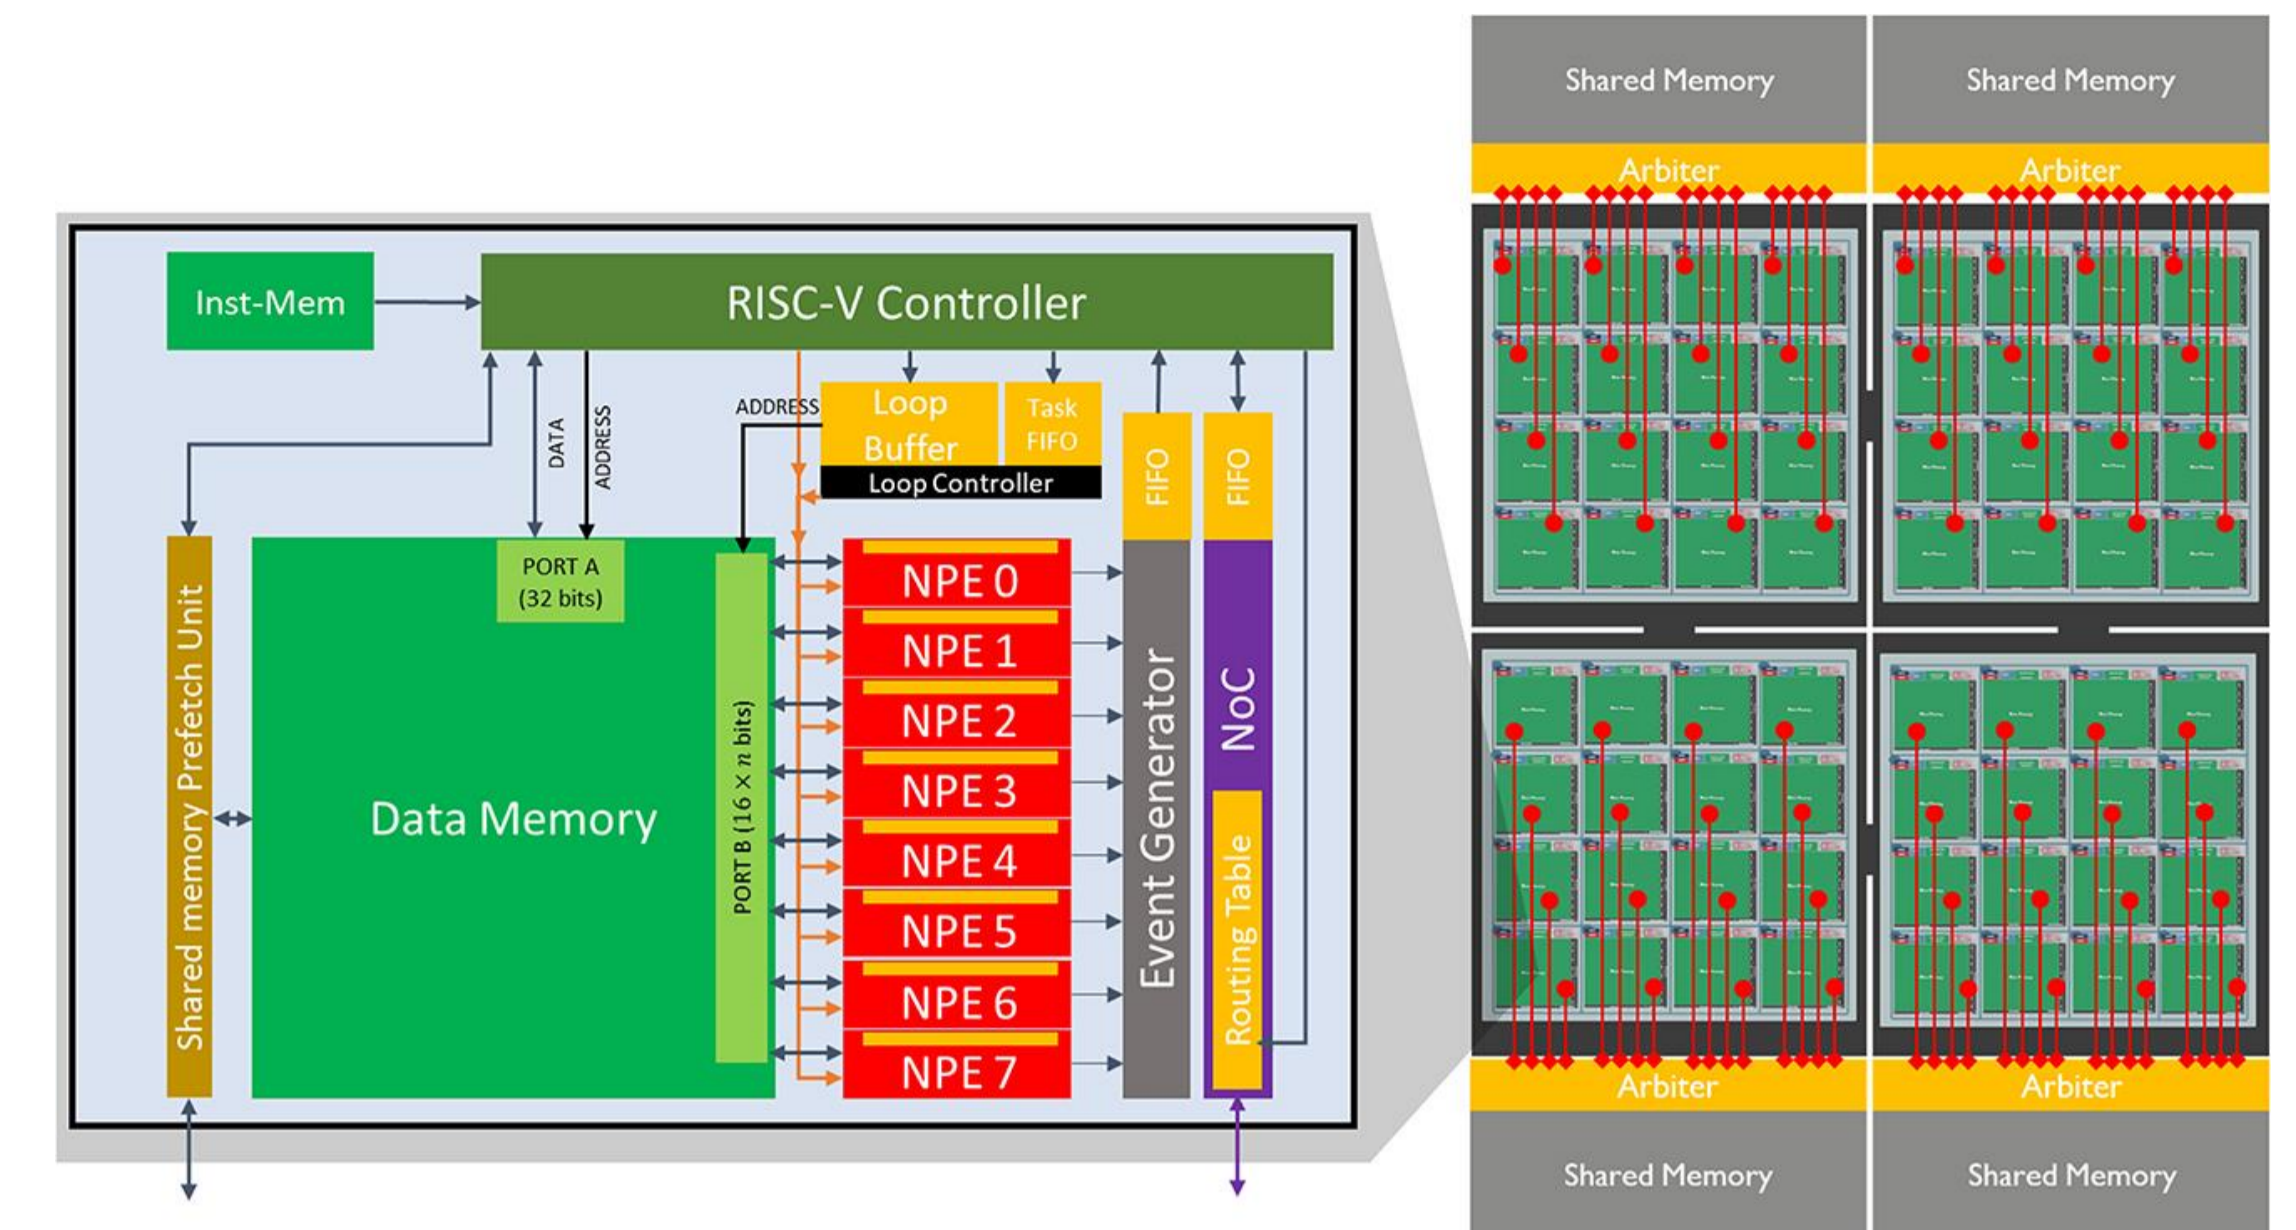 Inst-Mem
RISC-V Controller
DATA
ADDRESS
ADDRESS
Loop
Buffer
Task
FIFO
Loop Controller
FIFO
FIFO
Shared memory Prefetch Unit
Data Memory
PORT A
(32 bits)
PORT B (16 × n bits)
NPE 0
NPE 1
NPE 2
NPE 3
NPE 4
NPE 5
NPE 6
NPE 7
Event Generator
NoC
Routing Table
Shared Memory
Shared Memory
Arbiter
Arbiter
Arbiter
Arbiter
Shared Memory
Shared Memory